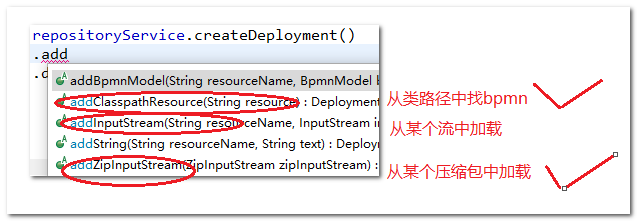 repositoryService.createDeployment()
.add
.d
addBpmnModel(String resourceName, BpmnModel b
addClasspathResource(String resource) : Deployment
从类路径中找bpmn
addInputStream(String resourceName, InputStream in
从某个流中加载
addString(String resourceName, String text) : Deploy
addZipInputStream(ZipInputStream zipInputStream) :
从某个压缩包中加载